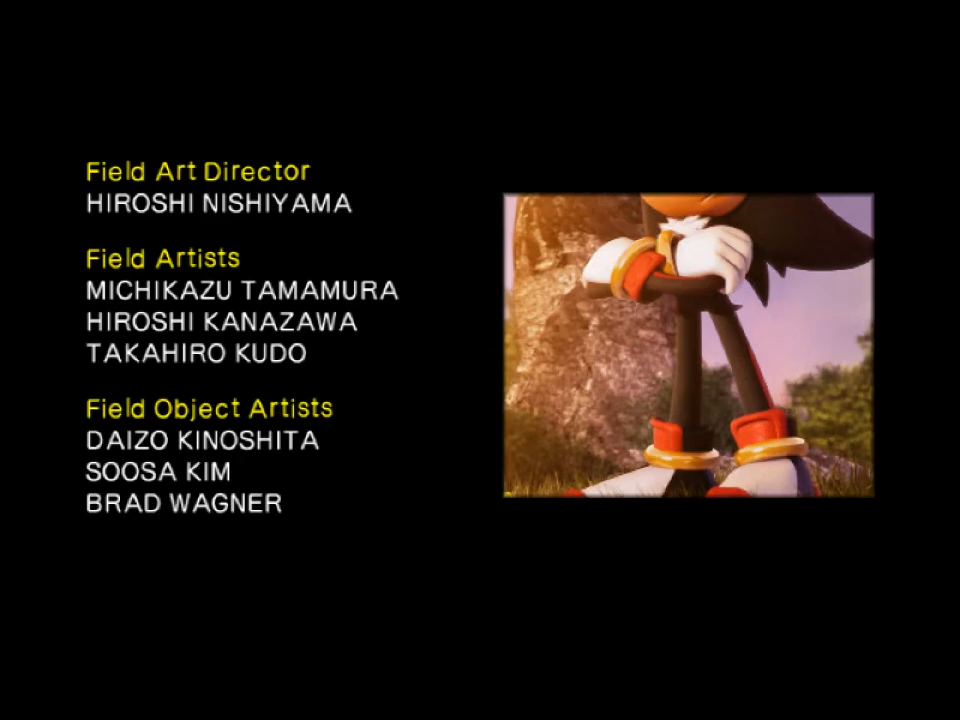 Field Art Director
HIROSHI NISHIYAMA
Field Artists
MICHIKAZU TAMAMURA
HIROSHI KANAZAWA
TAKAHIRO KUDO
Field Object Artists
DAIZO KINOSHITA
SOOSA KIM
BRAD WAGNER